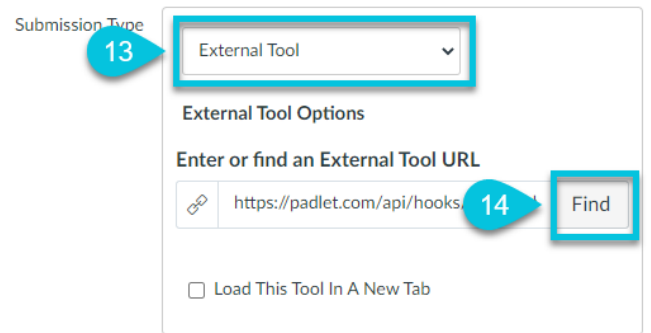 Submission Type
13
External Tool
External Tool Options
Enter or find an External Tool URL
https://padlet.com/api/hooks/ 14 Find
Load This Tool In A New Tab